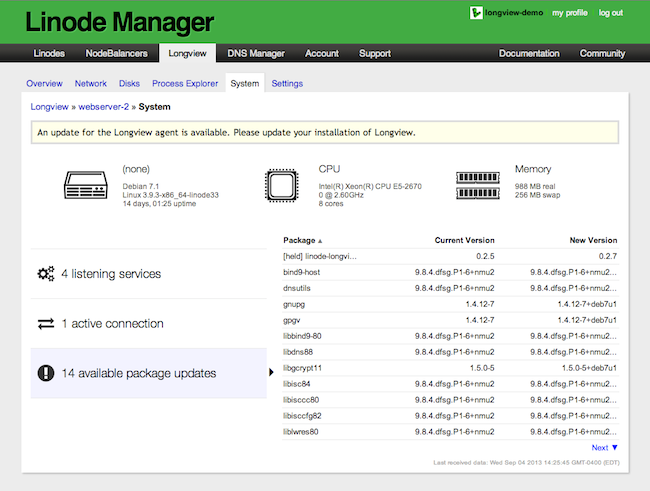 Linode Manager
longview-demo my profile log out
Linodes NodeBalancers Longview DNS Manager Account Support Documentation Community
Overview Network Disks Process Explorer System Settings
Longview » webserver-2 » System
An update for the Longview agent is available. Please update your installation of Longview.
(none)
Debian 7.1
Linux 3.9.3-x86_64-linode33
14 days, 01:25 uptime
CPU
Intel(R) Xeon(R) CPU E5-2670
0 @ 2.60GHz
8 cores
Memory
988 MB real
256 MB swap
4 listening services
1 active connection
14 available package updates
Package ▲ Current Version New Version
[held] linode-longvi... 0.2.5 0.2.7
bind9-host 9.8.4.dfsg.P1-6+nmu2 9.8.4.dfsg.P1-6+nmu2...
dnsutils 9.8.4.dfsg.P1-6+nmu2 9.8.4.dfsg.P1-6+nmu2...
gnupg 1.4.12-7 1.4.12-7+deb7u1
gpgv 1.4.12-7 1.4.12-7+deb7u1
libbind9-80 9.8.4.dfsg.P1-6+nmu2 9.8.4.dfsg.P1-6+nmu2...
libdns88 9.8.4.dfsg.P1-6+nmu2 9.8.4.dfsg.P1-6+nmu2...
libgcrypt11 1.5.0-5 1.5.0-5+deb7u1
libisc84 9.8.4.dfsg.P1-6+nmu2 9.8.4.dfsg.P1-6+nmu2...
libisccc80 9.8.4.dfsg.P1-6+nmu2 9.8.4.dfsg.P1-6+nmu2...
libisccfg82 9.8.4.dfsg.P1-6+nmu2 9.8.4.dfsg.P1-6+nmu2...
liblwres80 9.8.4.dfsg.P1-6+nmu2 9.8.4.dfsg.P1-6+nmu2...
Next ▼
Last received data: Wed Sep 04 2013 14:25:45 GMT-0400 (EDT)